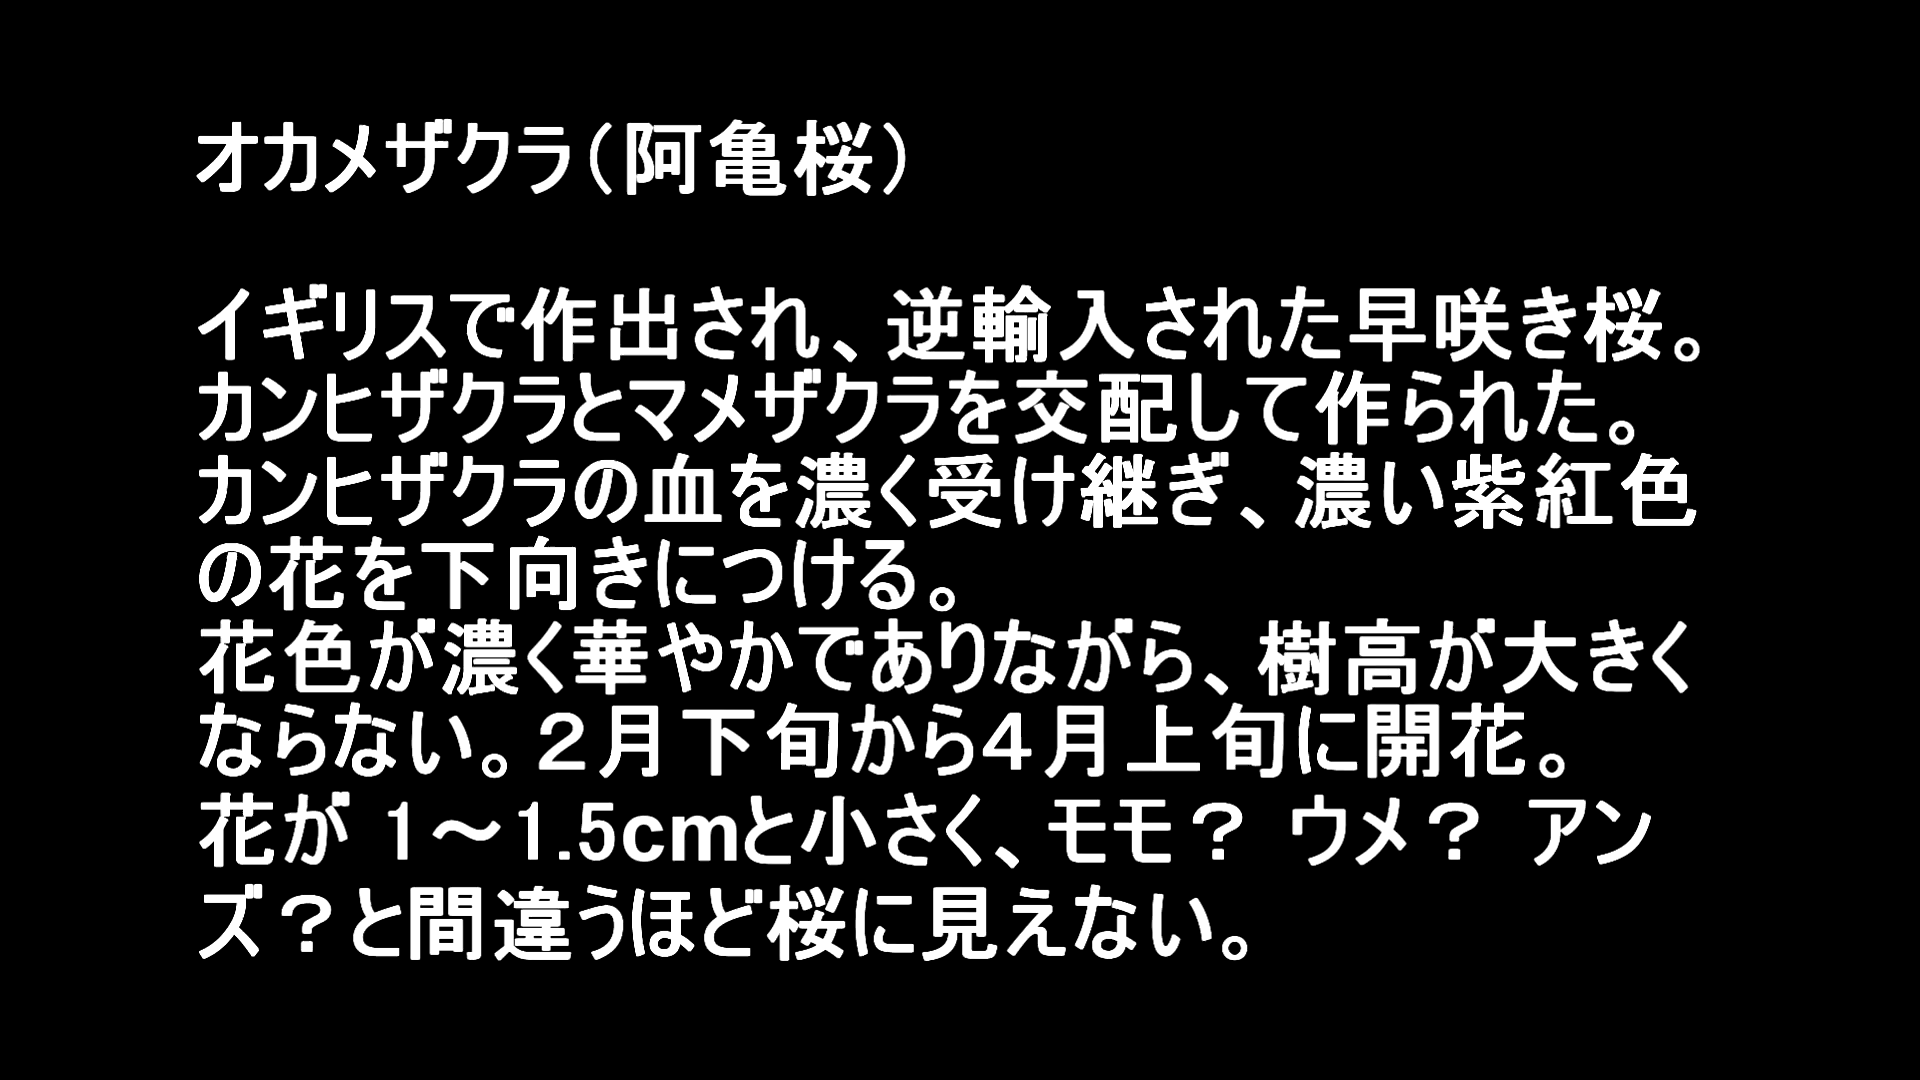 オカメザクラ（阿亀桜）
イギリスで作出され、逆輸入された早咲き桜。
カンヒザクラとマメザクラを交配して作られた。
カンヒザクラの血を濃く受け継ぎ、濃い紫紅色
の花を下向きにつける。
花色が濃く華やかでありながら、樹高が大きく
ならない。２月下旬から４月上旬に開花。
花が 1～1.5cmと小さく、モモ？ ウメ？ アン
ズ？と間違うほど桜に見えない。